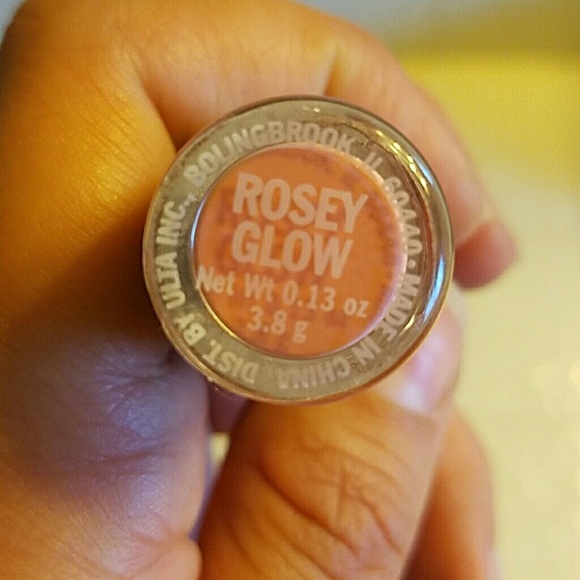 ROSEY
GLOW
Net Wt 0.13 oz
3.8 g
DIST. BY ULTA INC., BOLINGBROOK, IL 60440 • MADE IN CHINA